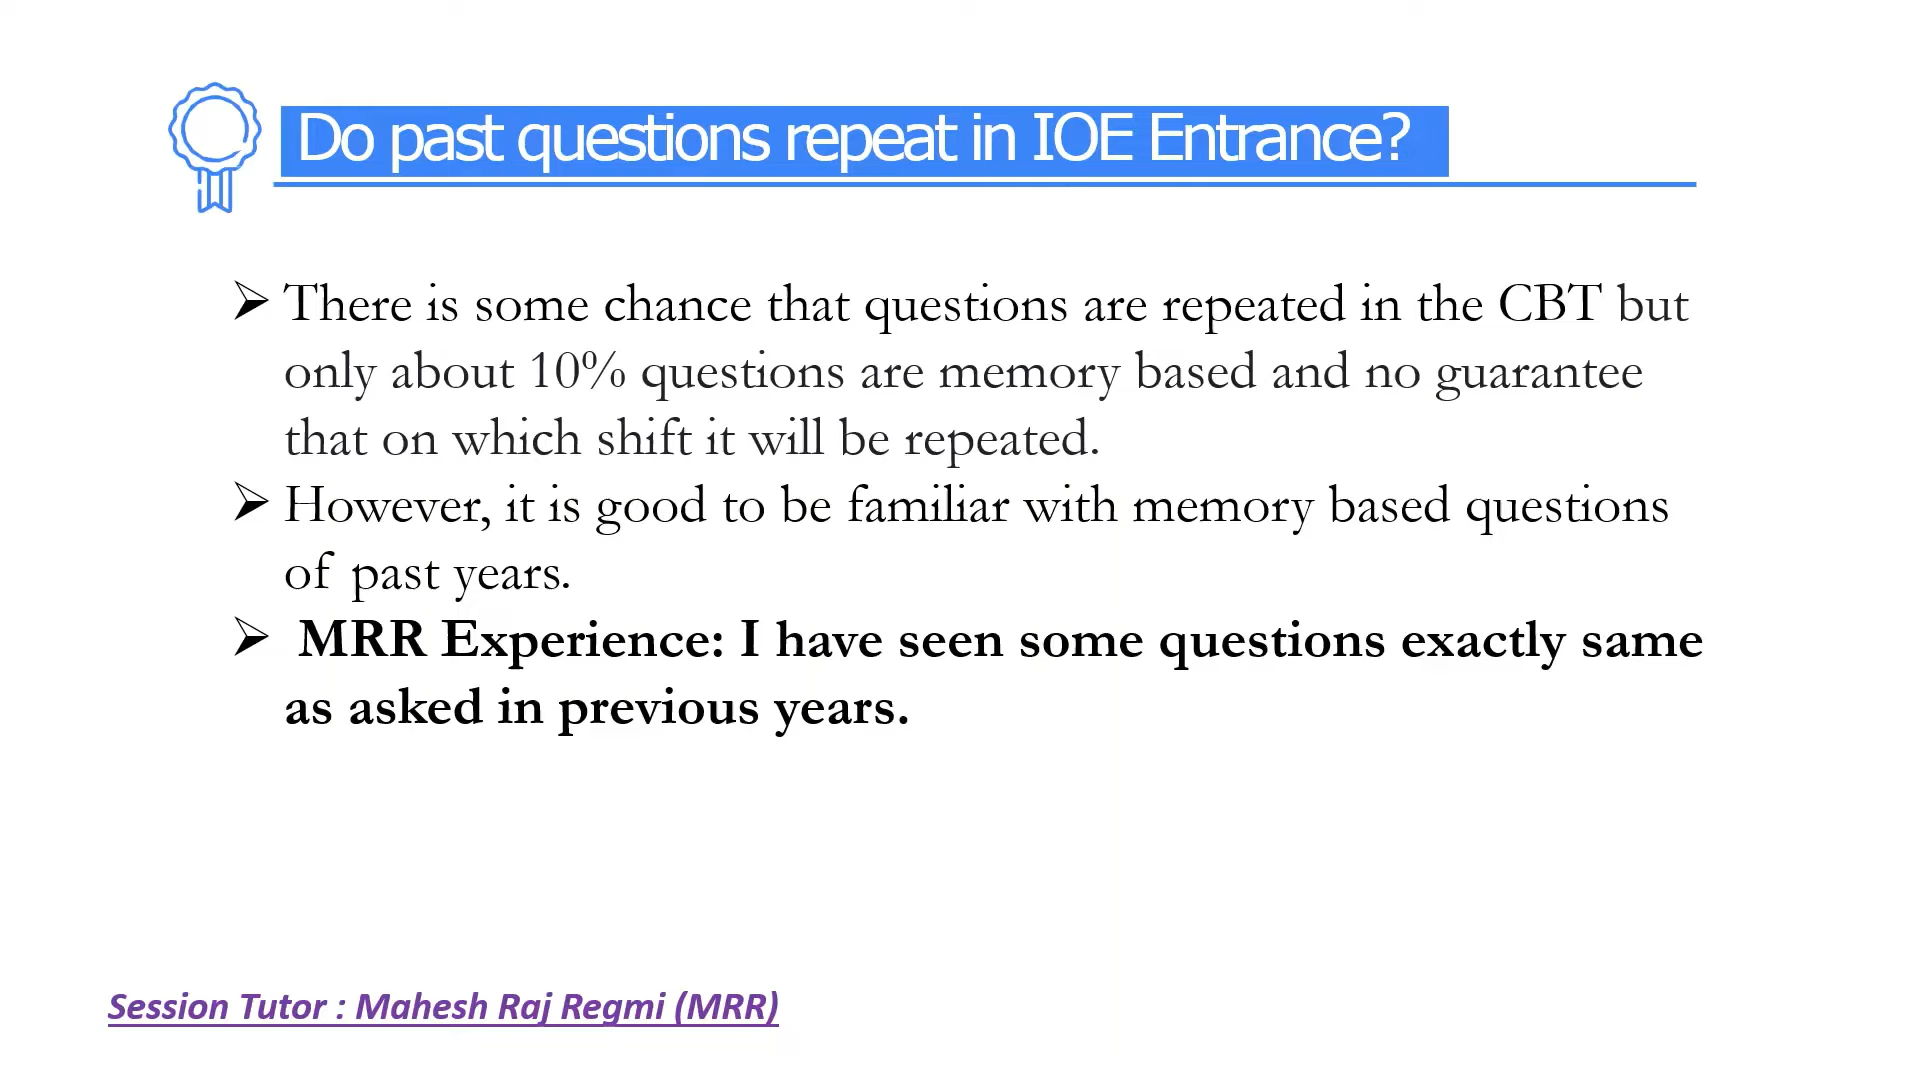 Do past questions repeat in IOE Entrance?
➢ There is some chance that questions are repeated in the CBT but
only about 10% questions are memory based and no guarantee
that on which shift it will be repeated.
➢ However, it is good to be familiar with memory based questions
of past years.
➢ MRR Experience: I have seen some questions exactly same
as asked in previous years.
Session Tutor : Mahesh Raj Regmi (MRR)